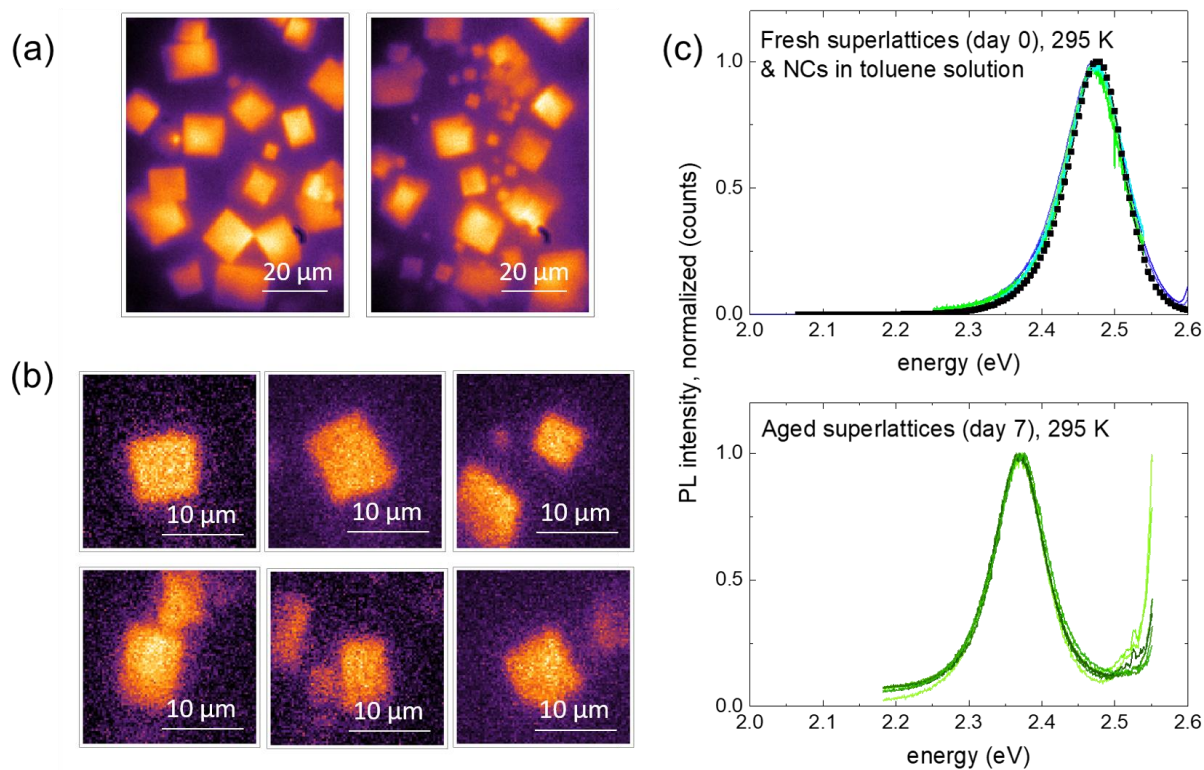 (a)
20 µm
20 µm
(b)
10 µm
10 µm
10 µm
10 µm
10 µm
10 µm
(c)
PL intensity, normalized (counts)
Fresh superlattices (day 0), 295 K
& NCs in toluene solution
1.0
0.5
0.0
2.0 2.1 2.2 2.3 2.4 2.5 2.6
energy (eV)
Aged superlattices (day 7), 295 K
1.0
0.5
0.0
2.0 2.1 2.2 2.3 2.4 2.5 2.6
energy (eV)